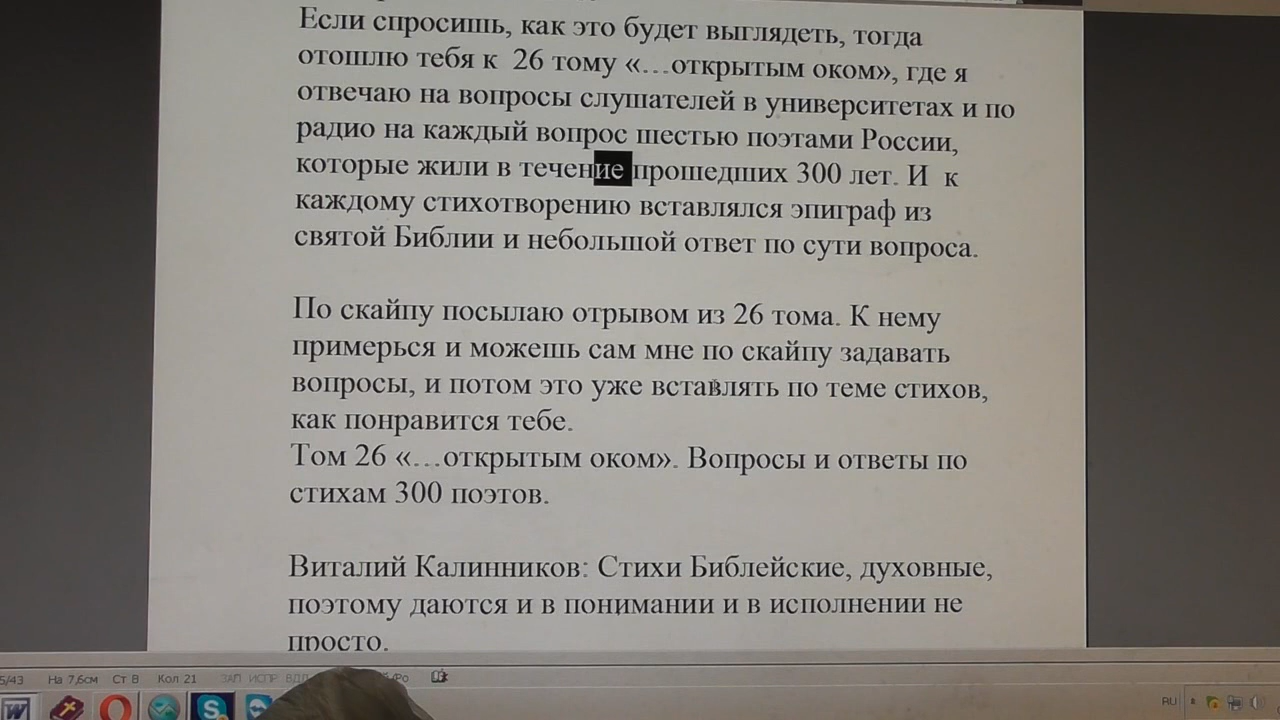 Если спросишь, как это будет выглядеть, тогда
отошлю тебя к 26 тому «…открытым оком», где я
отвечаю на вопросы слушателей в университетах и по
радио на каждый вопрос шестью поэтами России,
которые жили в течение прошедших 300 лет. И к
каждому стихотворению вставлялся эпиграф из
святой Библии и небольшой ответ по сути вопроса.
По скайпу посылаю отрывом из 26 тома. К нему
примерься и можешь сам мне по скайпу задавать
вопросы, и потом это уже вставлять по теме стихов,
как понравится тебе.
Том 26 «…открытым оком». Вопросы и ответы по
стихам 300 поэтов.
Виталий Калинников: Стихи Библейские, духовные,
поэтому даются и в понимании и в исполнении не
просто.
5/43 На 7,6см Ст 8 Кол 21 ЗАП ИСПР ВДЛ
RU